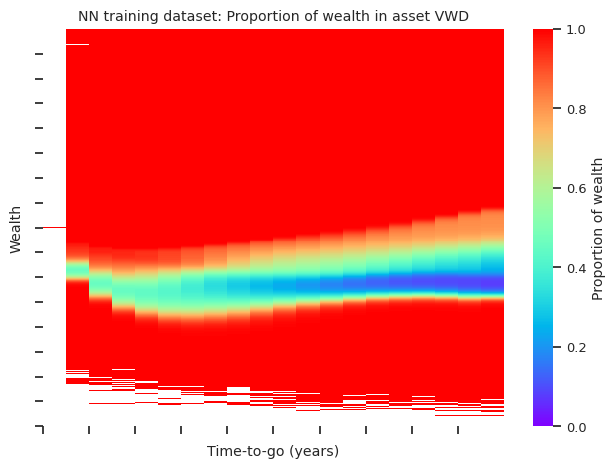 NN training dataset: Proportion of wealth in asset VWD
Wealth
Time-to-go (years)
1.0
0.8
0.6
0.4
0.2
0.0
Proportion of wealth